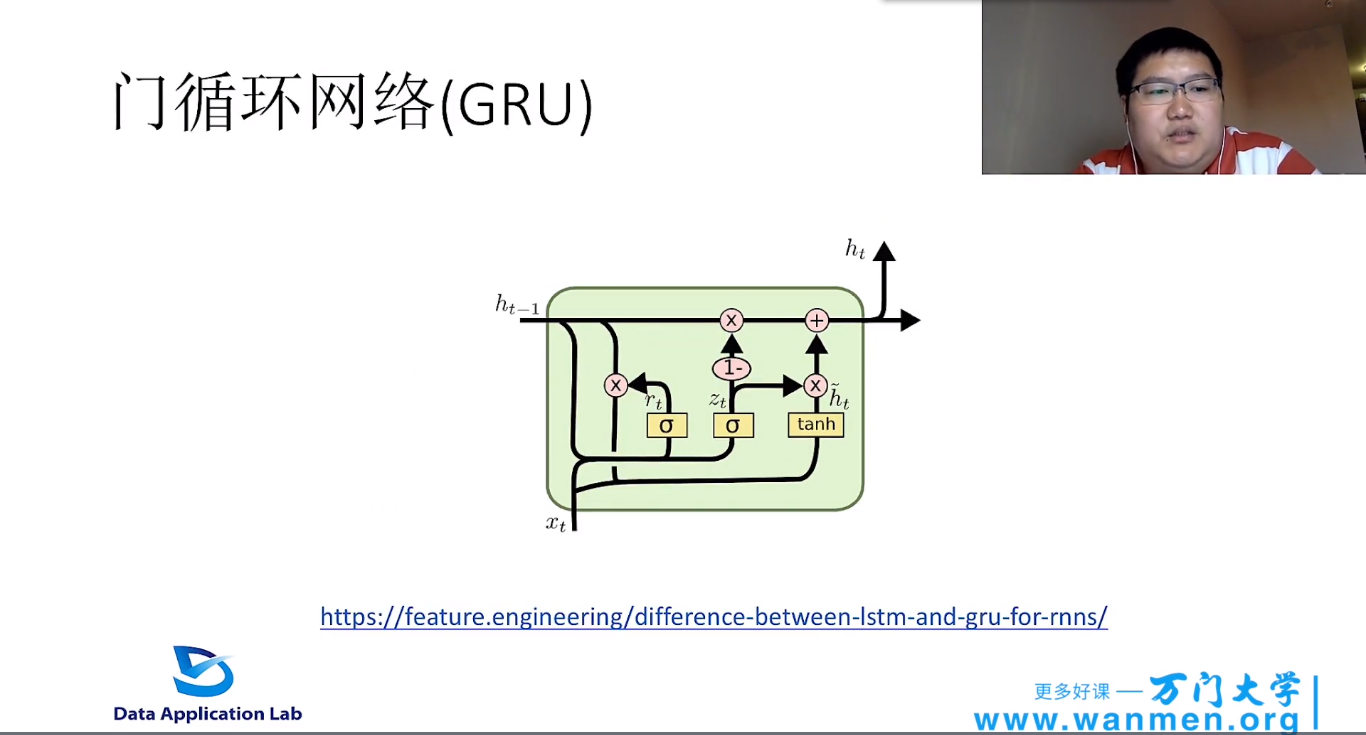 门循环网络(GRU)
h_t
h_{t-1}
x
+
1-
x
x
r_t
z_t
h̃_t
σ
σ
tanh
x_t
https://feature.engineering/difference-between-lstm-and-gru-for-rnns/
Data Application Lab
更多好课 — 万门大学
www.wanmen.org